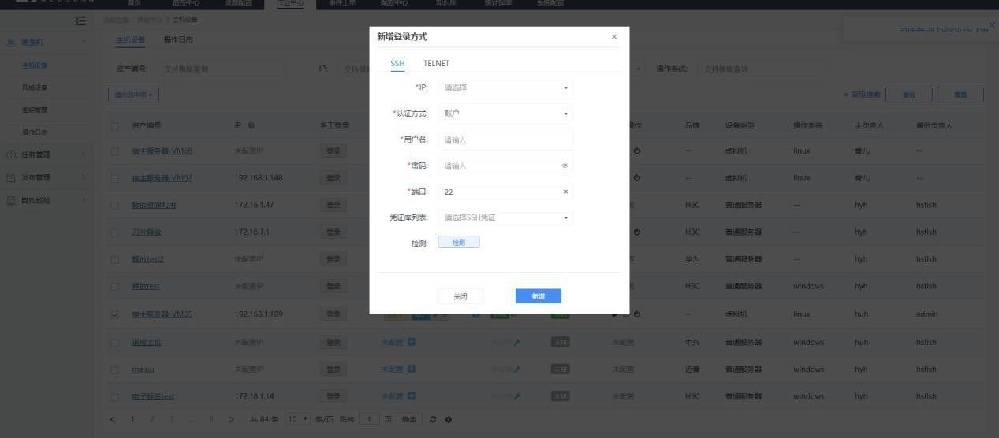 首页 监控中心 资源配置 作业中心 事件工单 配置中心 知识库 统计报表 系统配置
作业中心 > 主机设备
2019-06-28 15:22:10
堡垒机
主机设备
网络设备
密钥管理
操作日志
任务管理
发布管理
自动巡检
主机设备 操作日志
资产编号: 支持模糊查询 IP: 支持模糊 操作系统: 支持模糊查询
操作选中项 高级搜索 查询 重置
资产编号 IP 手工登录 操作 品牌 设备类型 操作系统 主负责人 备份负责人
宿主服务器-VM68 未配置IP 登录 -- 虚拟机 linux --
宿主服务器-VM67 192.168.1.148 登录 -- 虚拟机 linux --
释放资源利用 172.16.1.47 登录 H3C 普通服务器 -- hyh hsfish
刀片释放 172.16.1.1 登录 H3C 普通服务器 -- hyh hsfish
释放test2 未配置IP 登录 华为 普通服务器 -- hyh hsfish
释放test 未配置IP 登录 H3C 普通服务器 windows hyh hsfish
宿主服务器-VM65 192.168.1.189 登录 -- 虚拟机 linux huh admin
退役主机 未配置IP 登录 未配置 未安装 未知 未配置 中兴 普通服务器 windows huh hsfish
maipu 未配置IP 登录 未配置 未安装 未知 未配置 迈普 普通服务器 windows hyh hsfish
电子标签test 172.16.1.14 登录 未配置 未安装 未知 未配置 H3C 普通服务器 windows hyh hsfish
< 1 2 3 ... 9 > 共 84 条 10 条/页 跳转 1 页 确定
新增登录方式 ×
SSH TELNET
*IP: 请选择
*认证方式: 账户
*用户名: 请输入
*密码: 请输入
*端口: 22
凭证库列表: 请选择SSH凭证
检测: 检测
关闭 新增